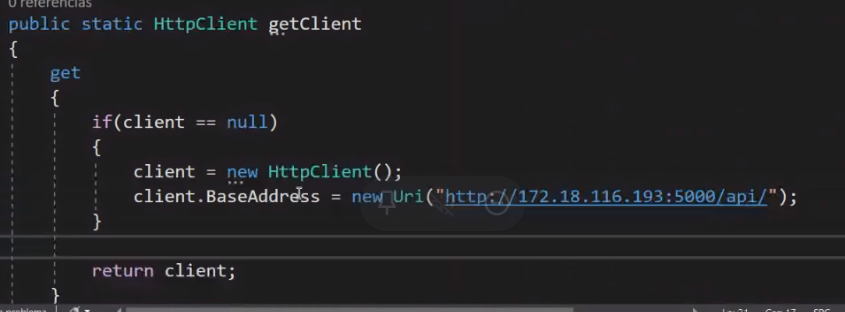 0 referencias
public static HttpClient getClient
{
get
{
if(client == null)
{
client = new HttpClient();
client.BaseAddress = new Uri("http://172.18.116.193:5000/api/");
}
return client;
}